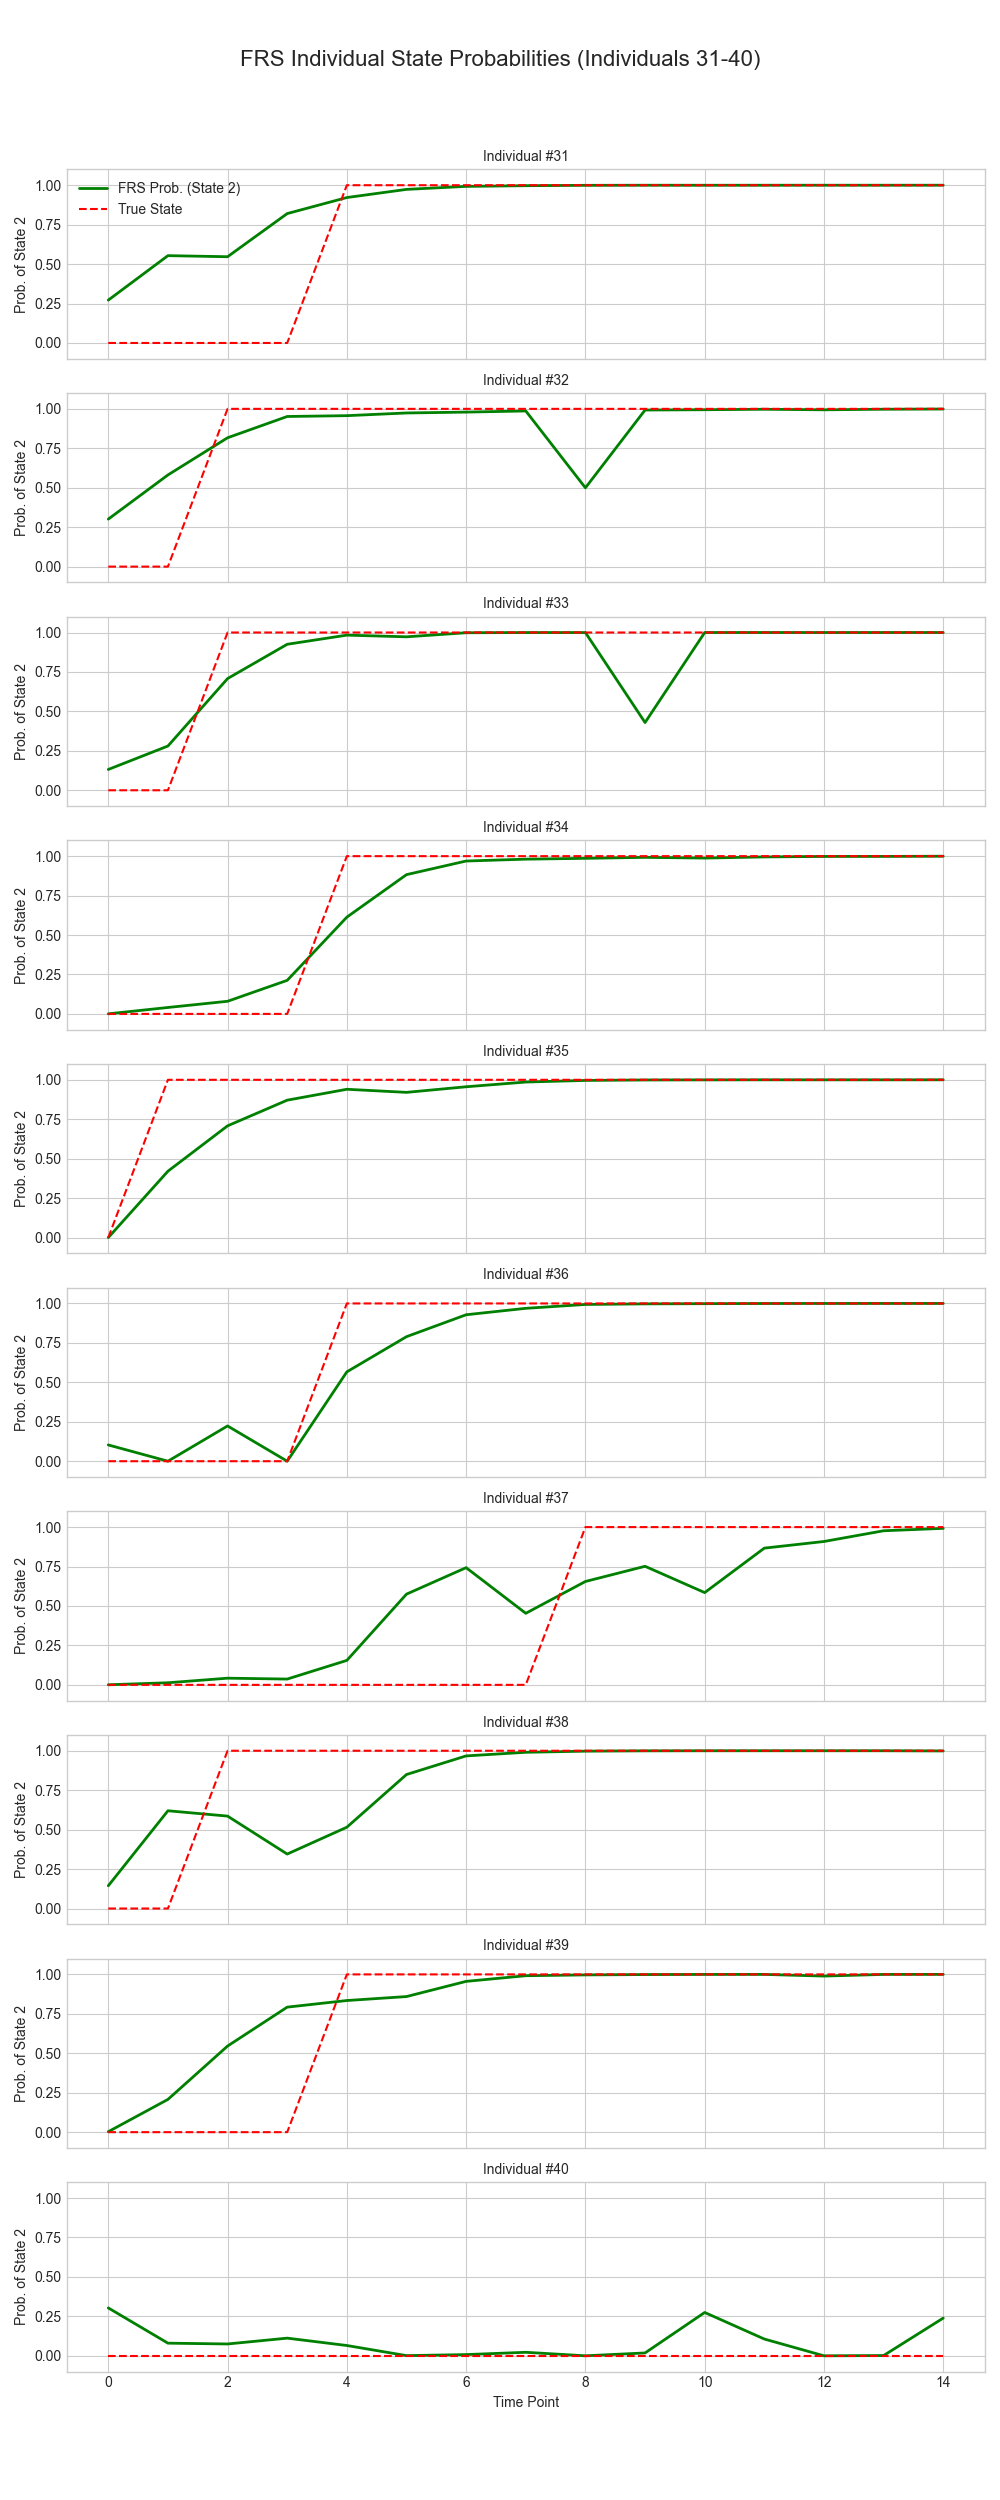 FRS Individual State Probabilities (Individuals 31-40)
Individual #31
FRS Prob. (State 2)
True State
Prob. of State 2
1.00
0.75
0.50
0.25
0.00
Individual #32
Prob. of State 2
1.00
0.75
0.50
0.25
0.00
Individual #33
Prob. of State 2
1.00
0.75
0.50
0.25
0.00
Individual #34
Prob. of State 2
1.00
0.75
0.50
0.25
0.00
Individual #35
Prob. of State 2
1.00
0.75
0.50
0.25
0.00
Individual #36
Prob. of State 2
1.00
0.75
0.50
0.25
0.00
Individual #37
Prob. of State 2
1.00
0.75
0.50
0.25
0.00
Individual #38
Prob. of State 2
1.00
0.75
0.50
0.25
0.00
Individual #39
Prob. of State 2
1.00
0.75
0.50
0.25
0.00
Individual #40
Prob. of State 2
1.00
0.75
0.50
0.25
0.00
0 2 4 6 8 10 12 14
Time Point